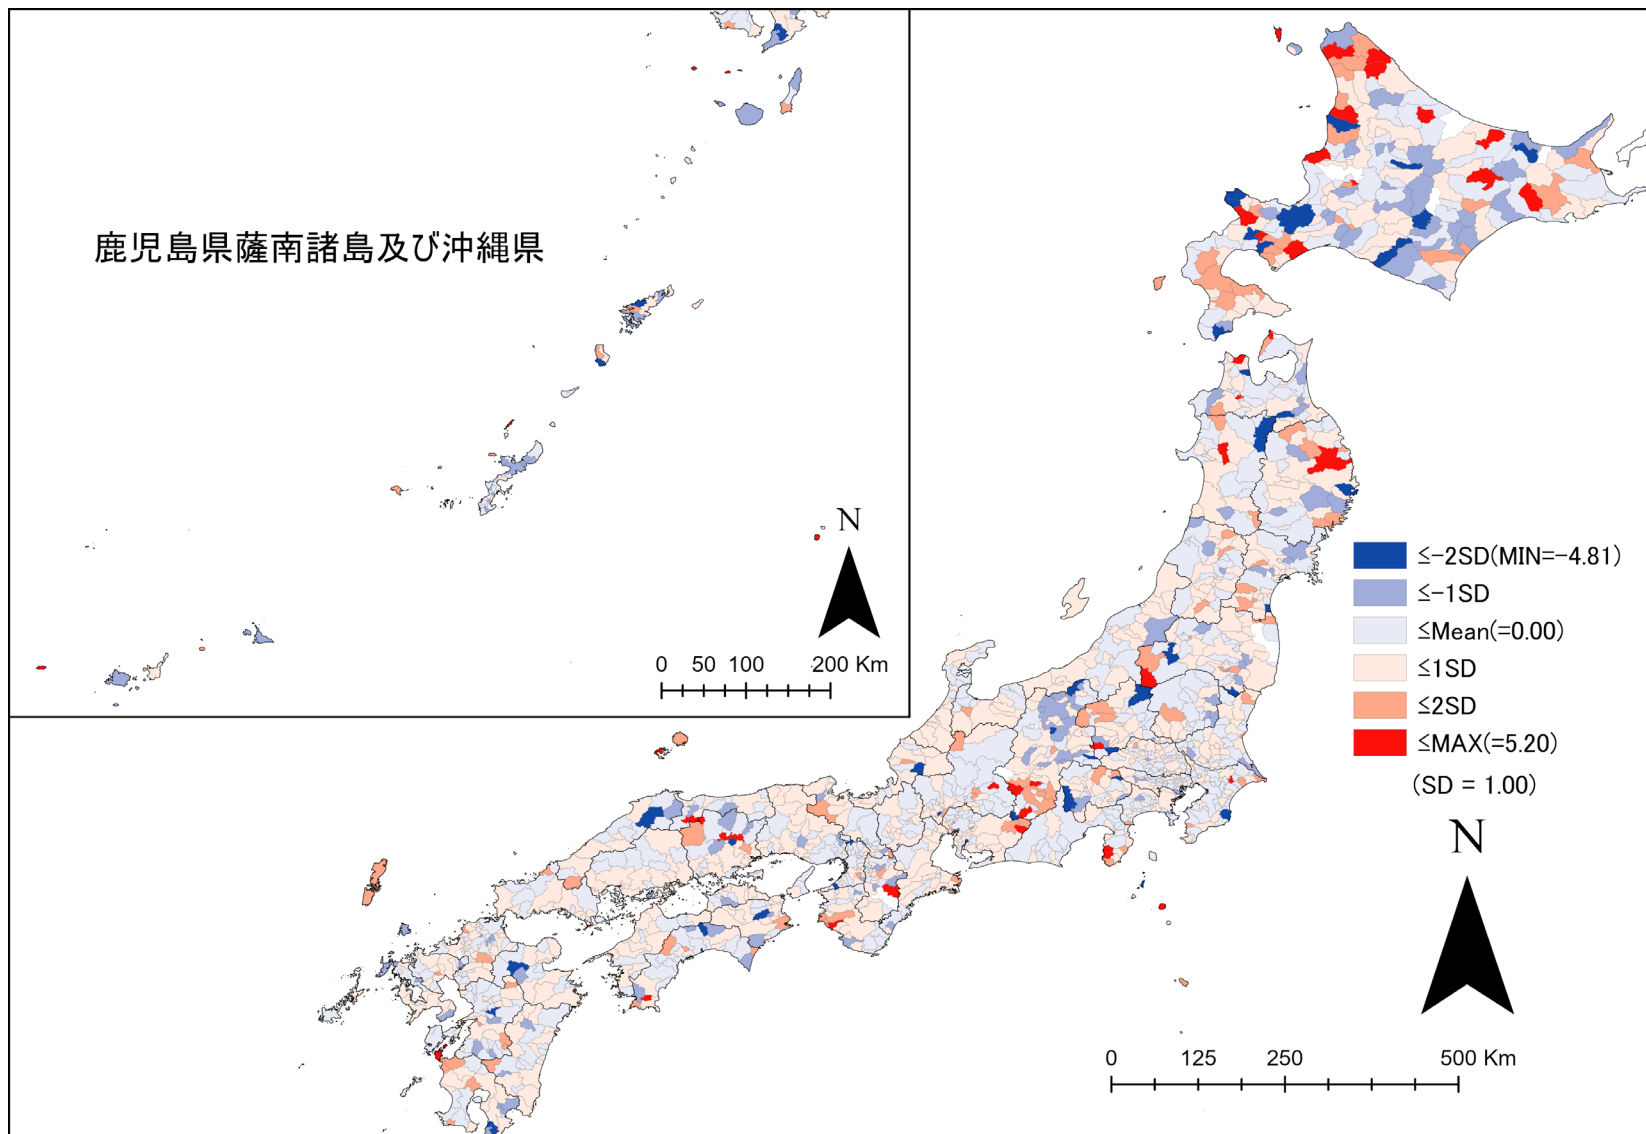 鹿児島県薩南諸島及び沖縄県
N
0 50 100 200 Km
≤-2SD(MIN=-4.81)
≤-1SD
≤Mean(=0.00)
≤1SD
≤2SD
≤MAX(=5.20)
(SD = 1.00)
N
0 125 250 500 Km